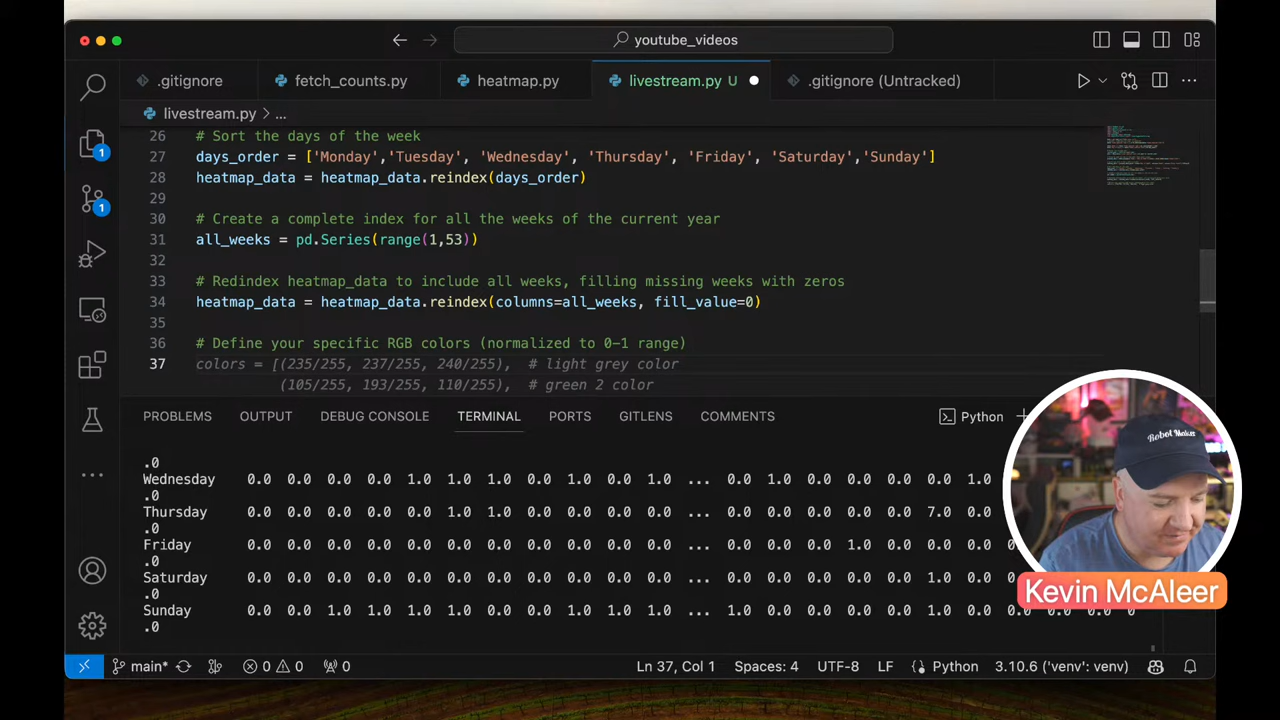 youtube_videos
.gitignore
fetch_counts.py
heatmap.py
livestream.py U
.gitignore (Untracked)
livestream.py > ...
26 # Sort the days of the week
27 days_order = ['Monday','Tuesday', 'Wednesday', 'Thursday', 'Friday', 'Saturday','Sunday']
28 heatmap_data = heatmap_data.reindex(days_order)
29
30 # Create a complete index for all the weeks of the current year
31 all_weeks = pd.Series(range(1,53))
32
33 # Redindex heatmap_data to include all weeks, filling missing weeks with zeros
34 heatmap_data = heatmap_data.reindex(columns=all_weeks, fill_value=0)
35
36 # Define your specific RGB colors (normalized to 0-1 range)
37 colors = [(235/255, 237/255, 240/255), # light grey color
(105/255, 193/255, 110/255), # green 2 color
PROBLEMS OUTPUT DEBUG CONSOLE TERMINAL PORTS GITLENS COMMENTS Python
.0
Wednesday 0.0 0.0 0.0 0.0 1.0 1.0 1.0 0.0 1.0 0.0 1.0 ... 0.0 1.0 0.0 0.0 0.0 1.0
.0
Thursday 0.0 0.0 0.0 0.0 0.0 1.0 1.0 0.0 0.0 0.0 0.0 ... 0.0 0.0 0.0 0.0 7.0 0.0
.0
Friday 0.0 0.0 0.0 0.0 0.0 0.0 0.0 0.0 0.0 0.0 0.0 ... 0.0 0.0 0.0 1.0 0.0 0.0
.0
Saturday 0.0 0.0 0.0 0.0 0.0 0.0 0.0 0.0 0.0 0.0 0.0 ... 0.0 0.0 0.0 0.0 1.0 0.0
.0
Sunday 0.0 0.0 1.0 1.0 1.0 1.0 0.0 0.0 1.0 1.0 1.0 ... 1.0 0.0 0.0 0.0 1.0 0.0 0.0 0.0 0
.0
Robot Maker
Kevin McAleer
1
1
main* 0 0 0 Ln 37, Col 1 Spaces: 4 UTF-8 LF Python 3.10.6 ('venv': venv)